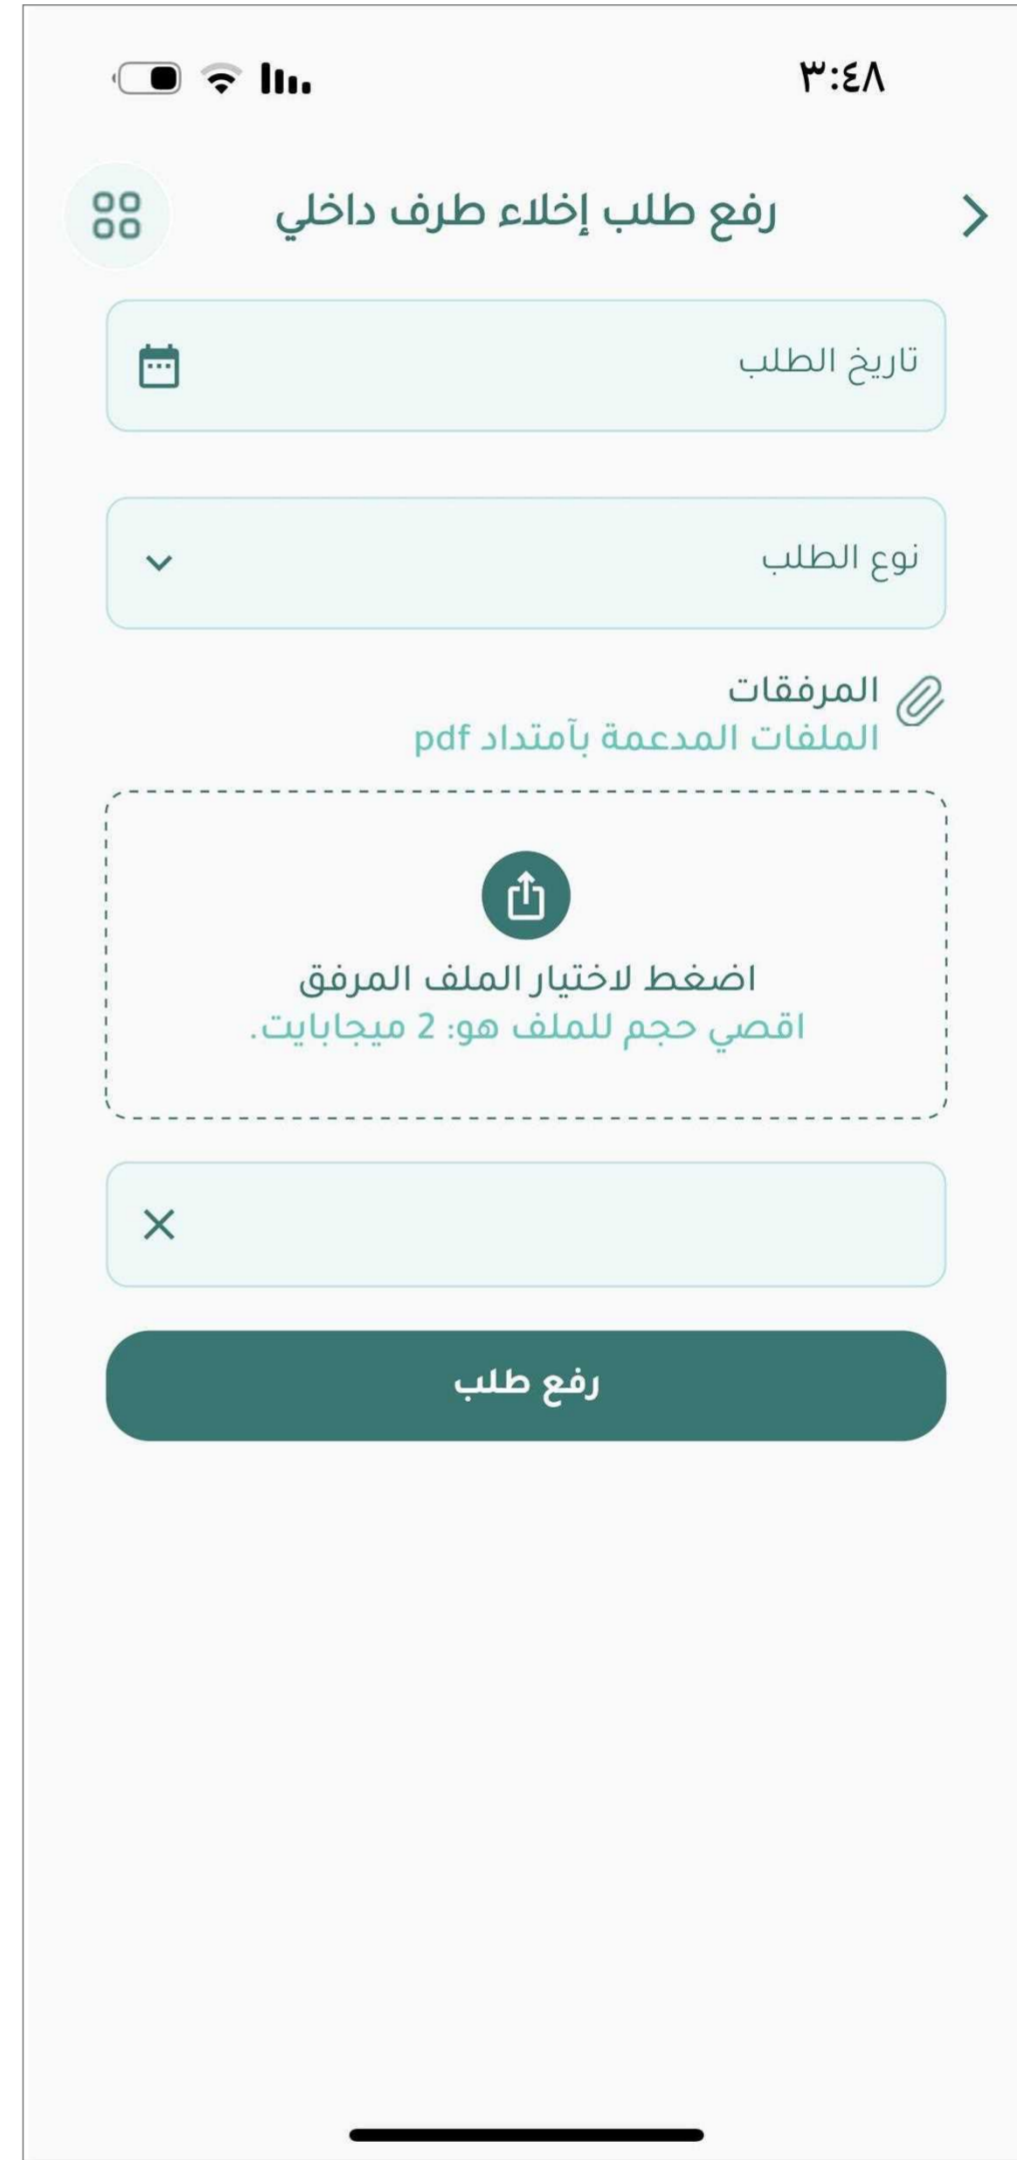 ٣:٤٨
رفع طلب إخلاء طرف داخلي
تاريخ الطلب
نوع الطلب
المرفقات
الملفات المدعمة بآمتداد pdf
اضغط لاختيار الملف المرفق
اقصي حجم للملف هو: 2 ميجابايت.
رفع طلب